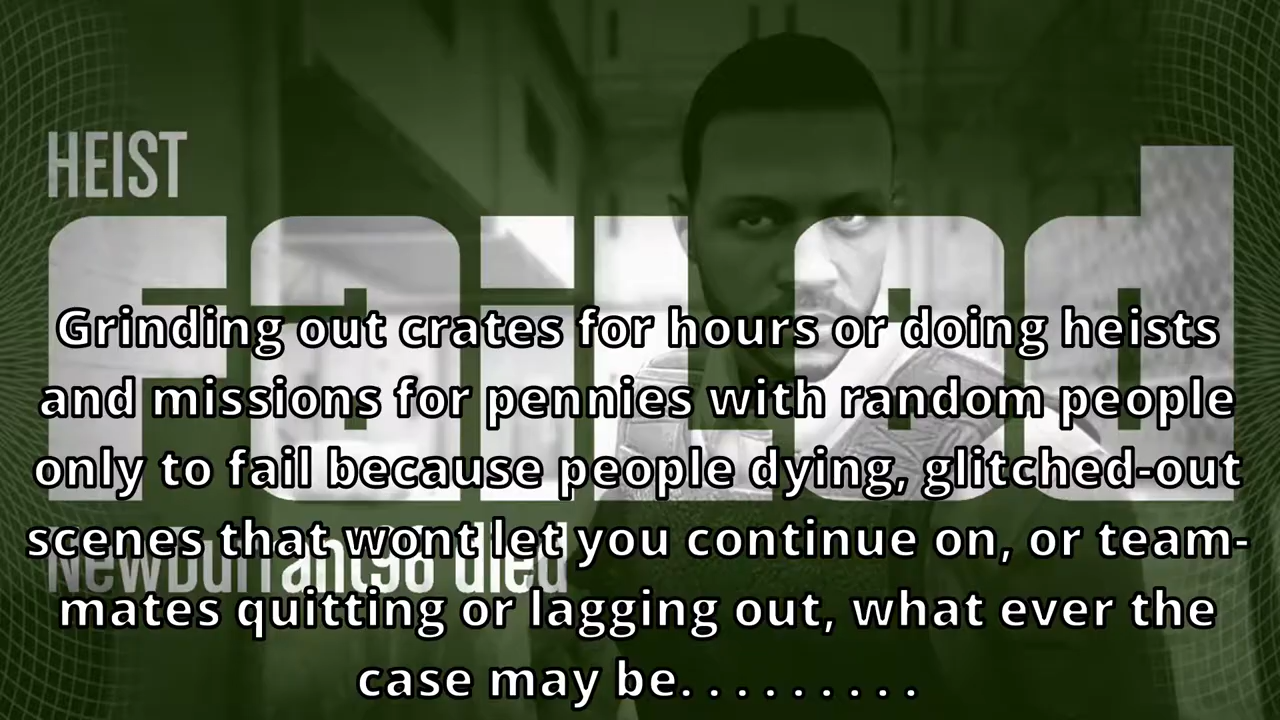 HEIST
Failed
Grinding out crates for hours or doing heists
and missions for pennies with random people
only to fail because people dying, glitched-out
scenes that wont let you continue on, or team-
NewDurrant98 died
mates quitting or lagging out, what ever the
case may be. . . . . . . . .